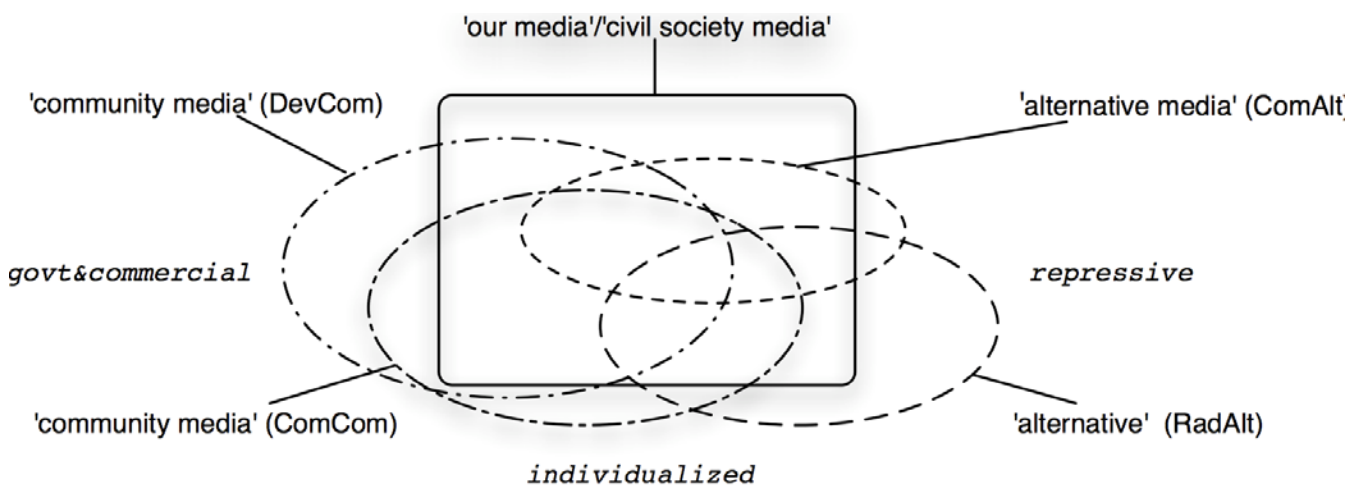 'our media'/'civil society media'
'community media' (DevCom)
'alternative media' (ComAlt)
govt&commercial
repressive
'community media' (ComCom)
'alternative' (RadAlt)
individualized